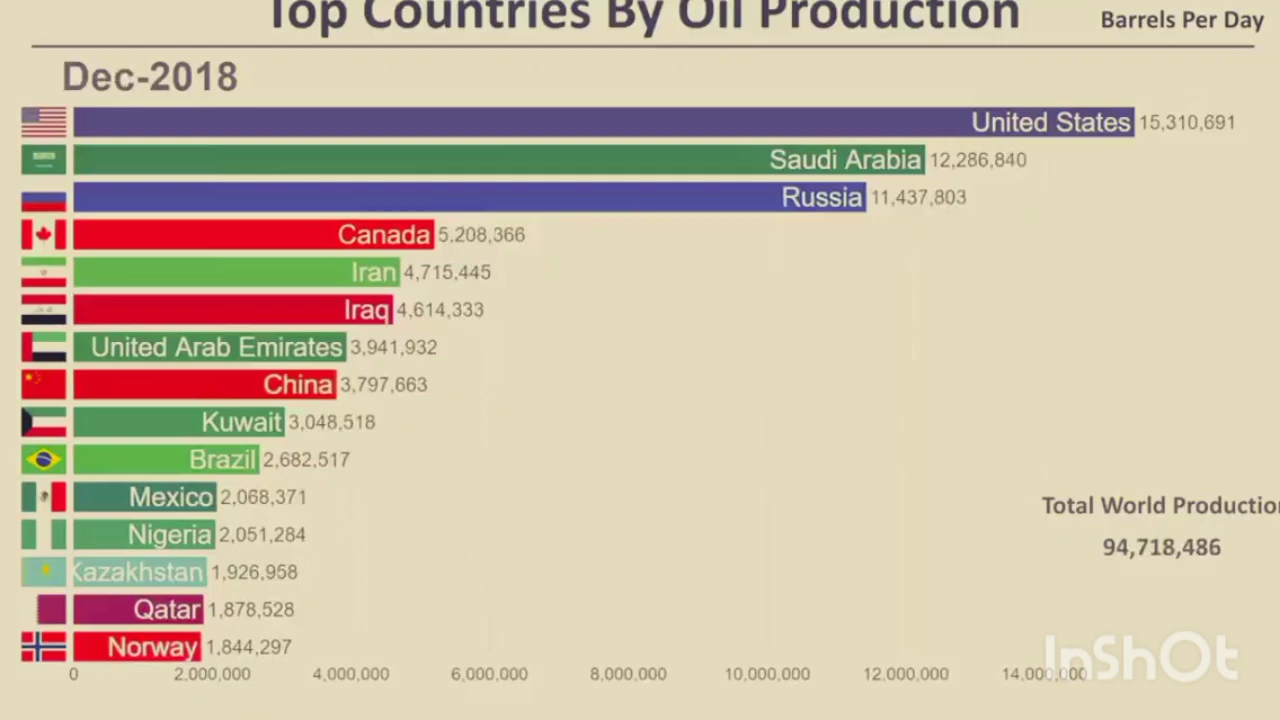 Top Countries By Oil Production
Barrels Per Day
Dec-2018
United States 15,310,691
Saudi Arabia 12,286,840
Russia 11,437,803
Canada 5,208,366
Iran 4,715,445
Iraq 4,614,333
United Arab Emirates 3,941,932
China 3,797,663
Kuwait 3,048,518
Brazil 2,682,517
Mexico 2,068,371
Nigeria 2,051,284
Total World Production
94,718,486
Kazakhstan 1,926,958
Qatar 1,878,528
Norway 1,844,297
0 2,000,000 4,000,000 6,000,000 8,000,000 10,000,000 12,000,000 14,000,000
InShOt